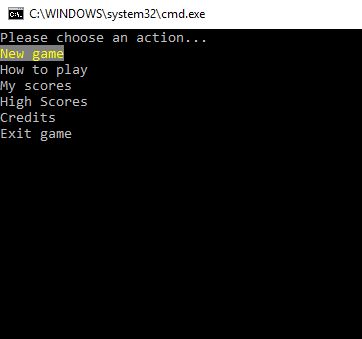 C:\WINDOWS\system32\cmd.exe
Please choose an action...
New game
How to play
My scores
High Scores
Credits
Exit game